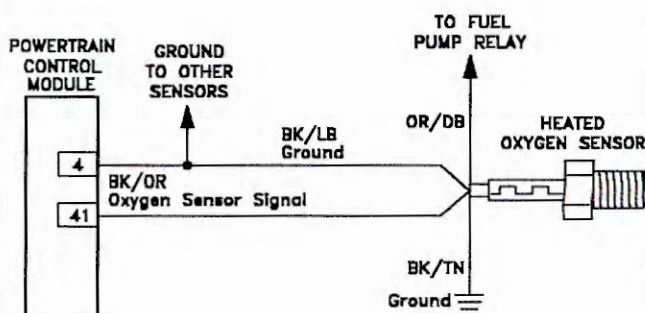 POWERTRAIN
CONTROL
MODULE
GROUND
TO OTHER
SENSORS
TO FUEL
PUMP RELAY
HEATED
OXYGEN SENSOR
OR/DB
BK/LB
Ground
4
BK/OR
Oxygen Sensor Signal
41
BK/TN
Ground